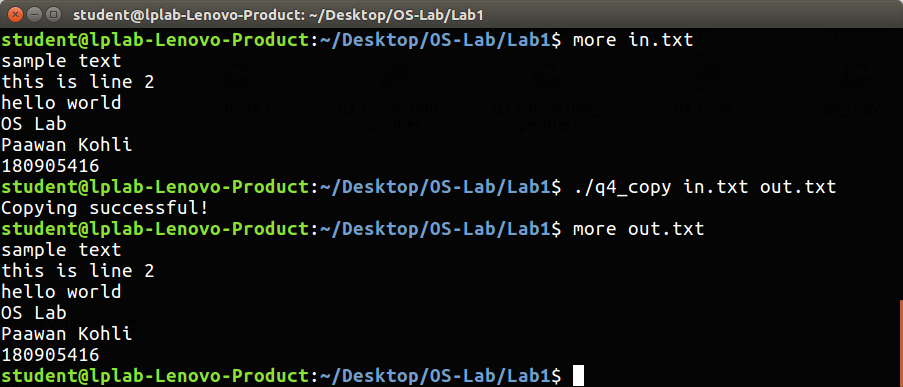 student@lplab-Lenovo-Product: ~/Desktop/OS-Lab/Lab1
student@lplab-Lenovo-Product:~/Desktop/OS-Lab/Lab1$ more in.txt
sample text
this is line 2
hello world
OS Lab
Paawan Kohli
180905416
student@lplab-Lenovo-Product:~/Desktop/OS-Lab/Lab1$ ./q4_copy in.txt out.txt
Copying successful!
student@lplab-Lenovo-Product:~/Desktop/OS-Lab/Lab1$ more out.txt
sample text
this is line 2
hello world
OS Lab
Paawan Kohli
180905416
student@lplab-Lenovo-Product:~/Desktop/OS-Lab/Lab1$